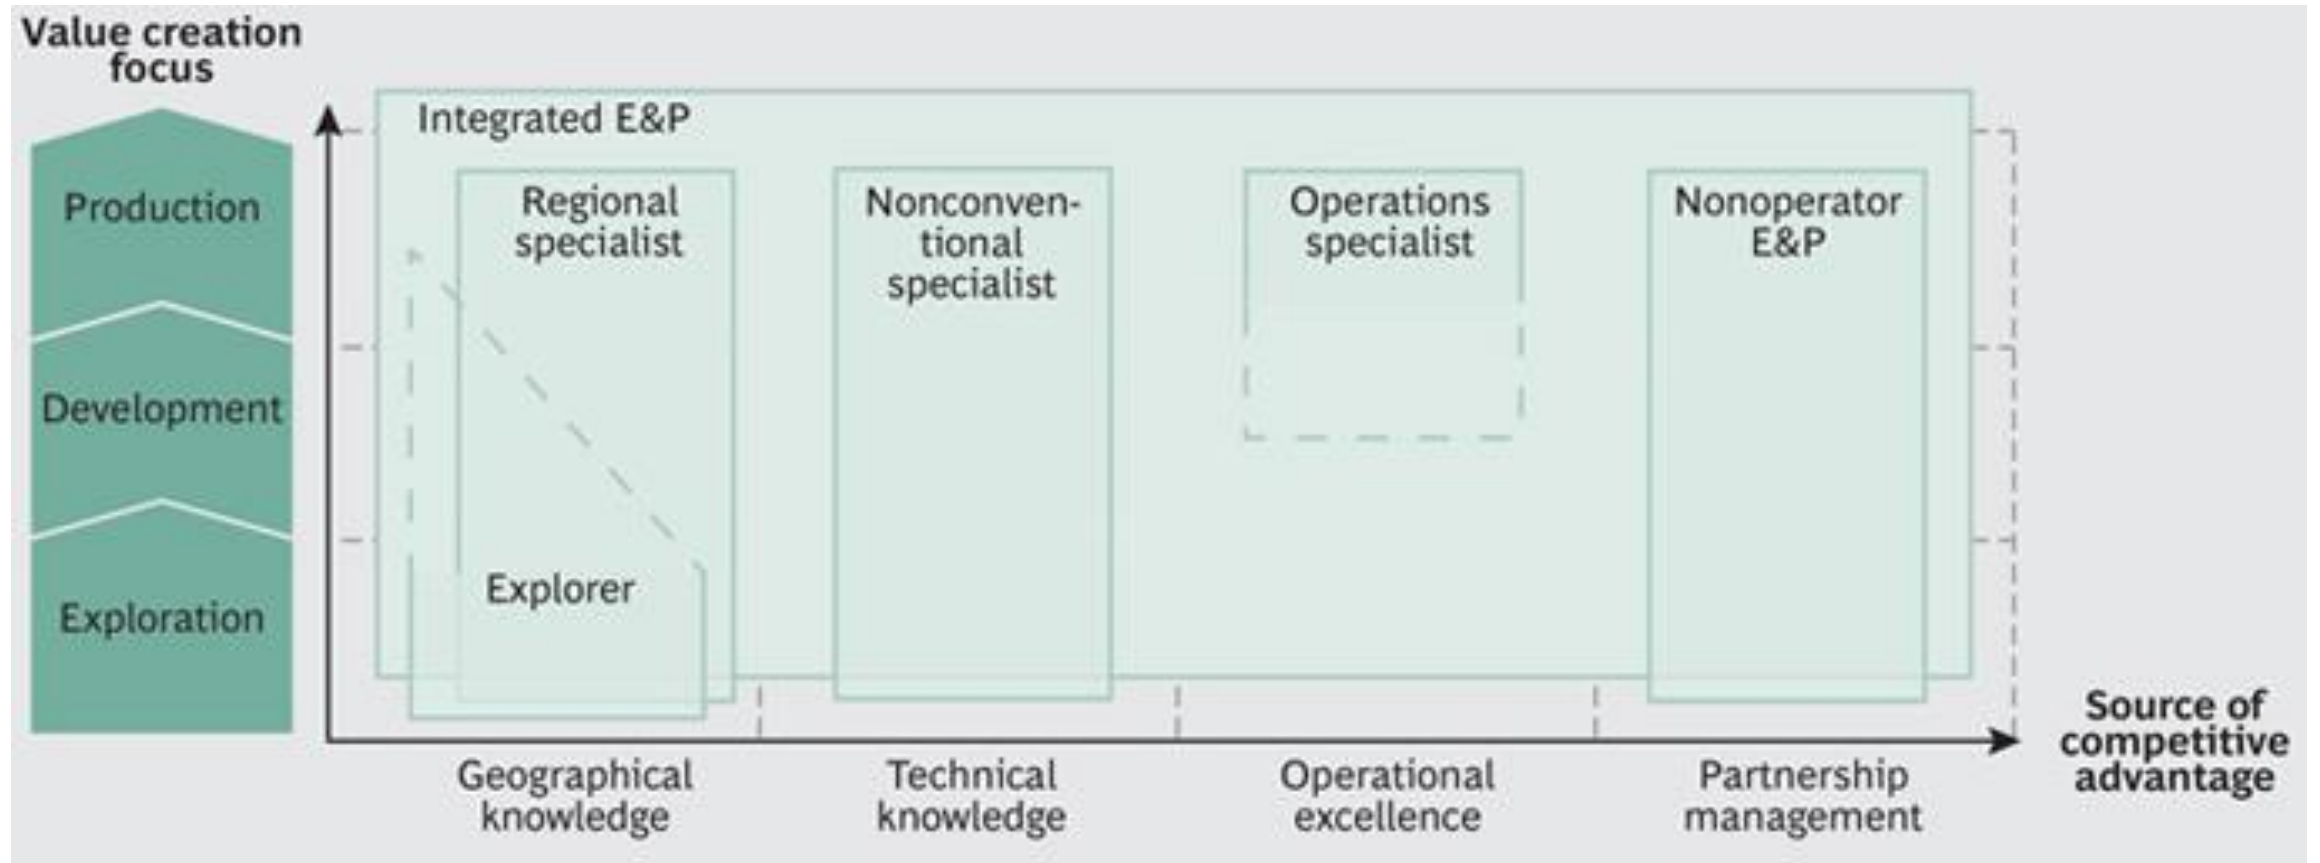 Value creation
focus
Integrated E&P
Production
Regional
specialist
Nonconven-
tional
specialist
Operations
specialist
Nonoperator
E&P
Development
Exploration
Explorer
Geographical
knowledge
Technical
knowledge
Operational
excellence
Partnership
management
Source of
competitive
advantage